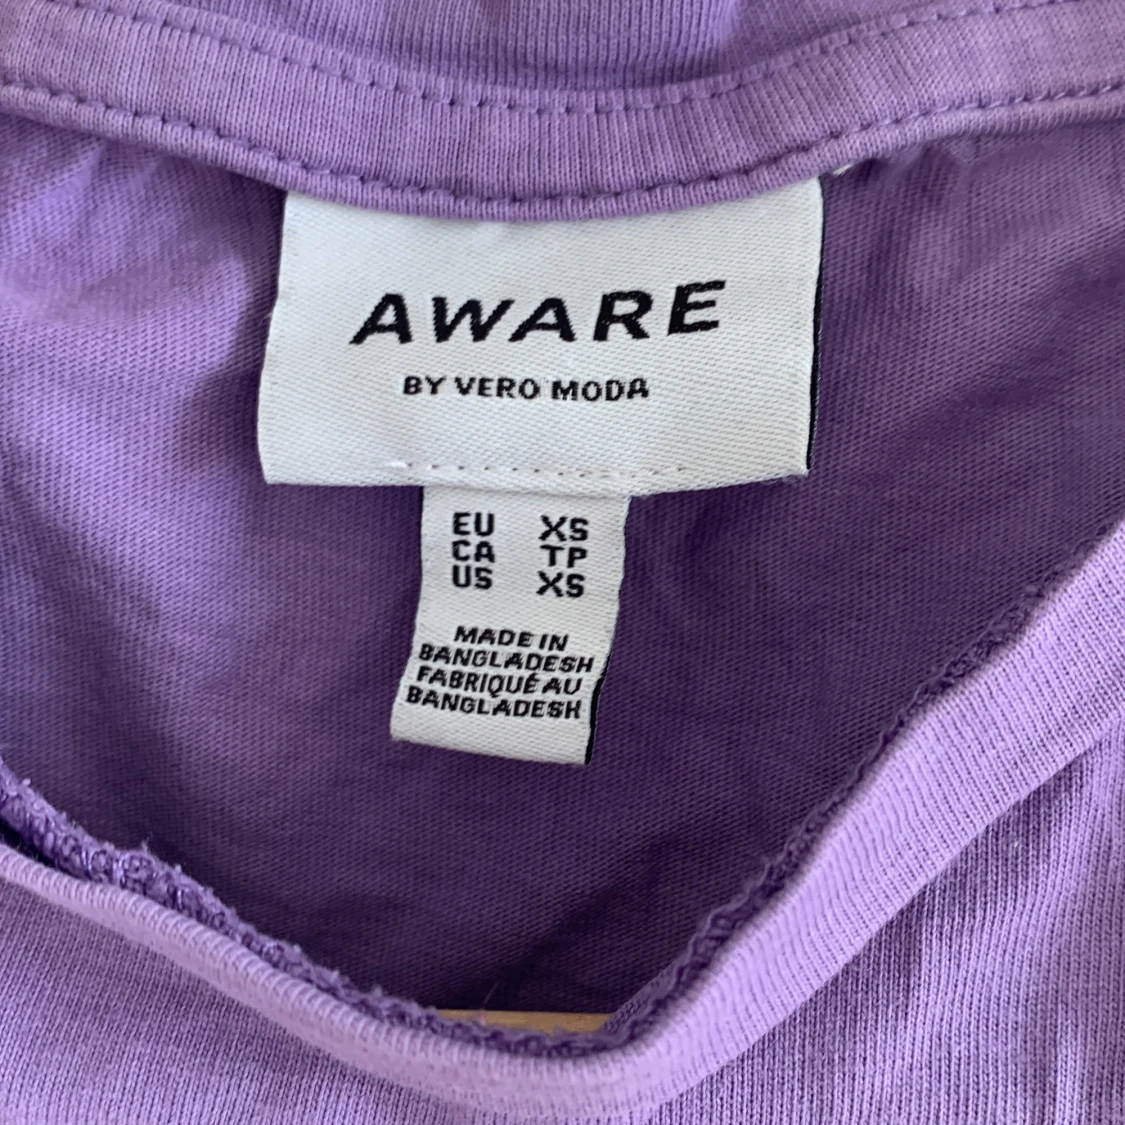 AWARE
BY VERO MODA
EU XS
CA TP
US XS
MADE IN
BANGLADESH
FABRIQUÉ AU
BANGLADESH